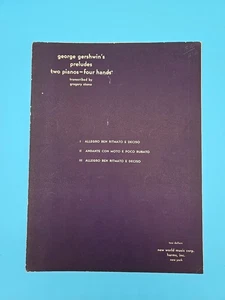 george gershwin's
preludes
two pianos—four hands
transcribed by
gregory stone
I ALLEGRO BEN RITMATO E DECISO
II ANDANTE CON MOTO E POCO RUBATO
III ALLEGRO BEN RITMATO E DECISO
new world music corp.
harms, inc.
new york